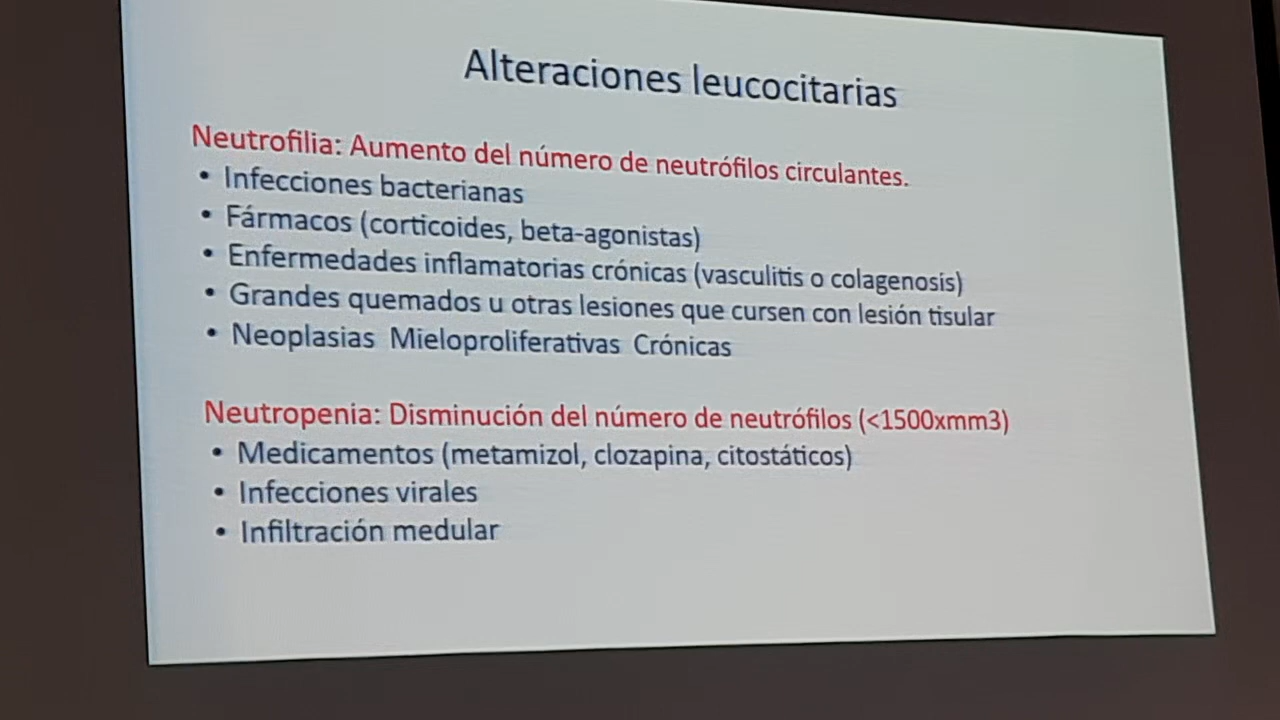 Alteraciones leucocitarias
Neutrofilia: Aumento del número de neutrófilos circulantes.
• Infecciones bacterianas
• Fármacos (corticoides, beta-agonistas)
• Enfermedades inflamatorias crónicas (vasculitis o colagenosis)
• Grandes quemados u otras lesiones que cursen con lesión tisular
• Neoplasias Mieloproliferativas Crónicas
Neutropenia: Disminución del número de neutrófilos (<1500xmm3)
• Medicamentos (metamizol, clozapina, citostáticos)
• Infecciones virales
• Infiltración medular